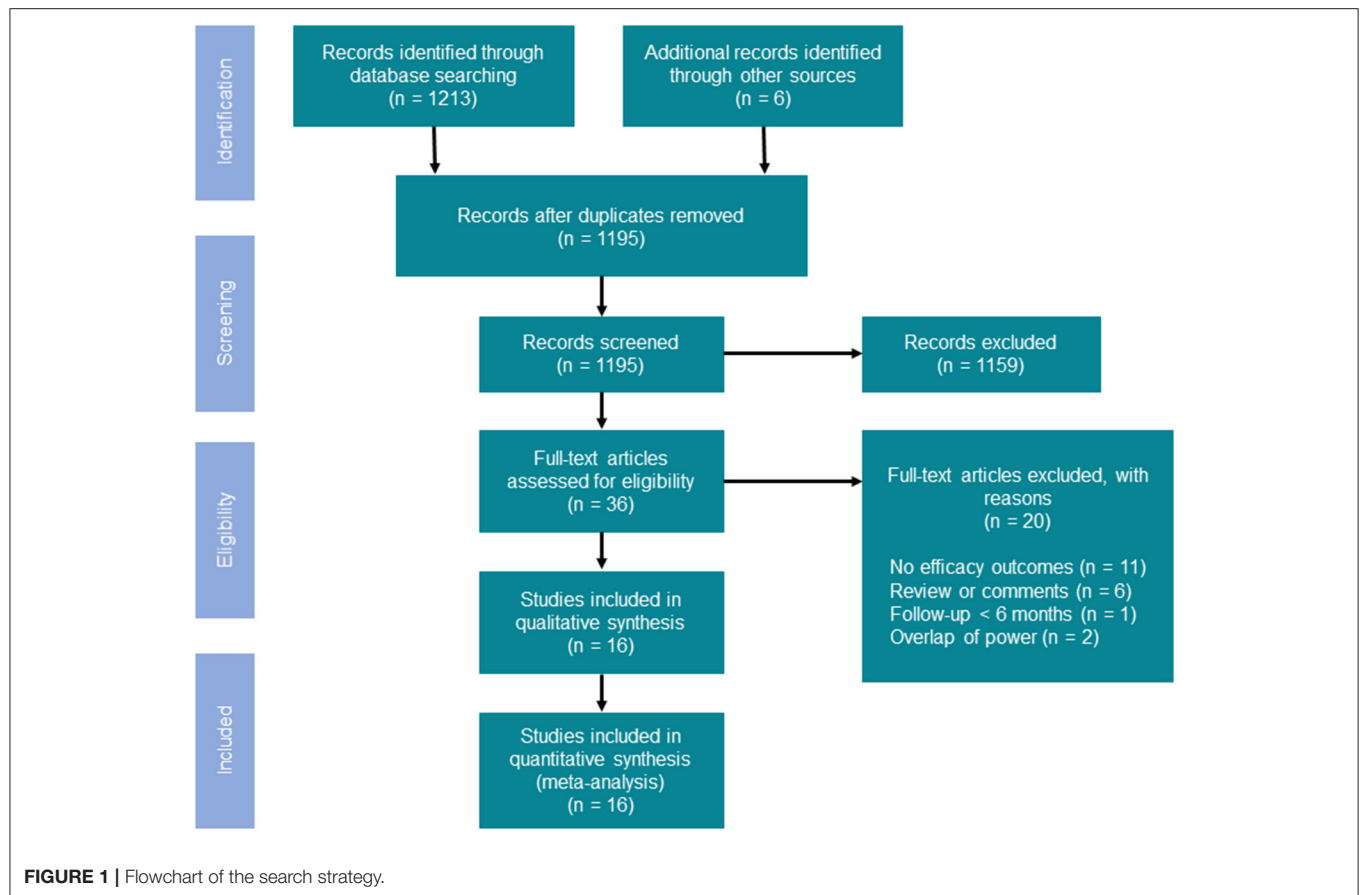 Identification
Records identified through
database searching
(n = 1213)
Additional records identified
through other sources
(n = 6)
Records after duplicates removed
(n = 1195)
Screening
Records screened
(n = 1195)
Records excluded
(n = 1159)
Eligibility
Full-text articles
assessed for eligibility
(n = 36)
Full-text articles excluded, with
reasons
(n = 20)
No efficacy outcomes (n = 11)
Review or comments (n = 6)
Follow-up < 6 months (n = 1)
Overlap of power (n = 2)
Studies included in
qualitative synthesis
(n = 16)
Included
Studies included in
quantitative synthesis
(meta-analysis)
(n = 16)
FIGURE 1 | Flowchart of the search strategy.